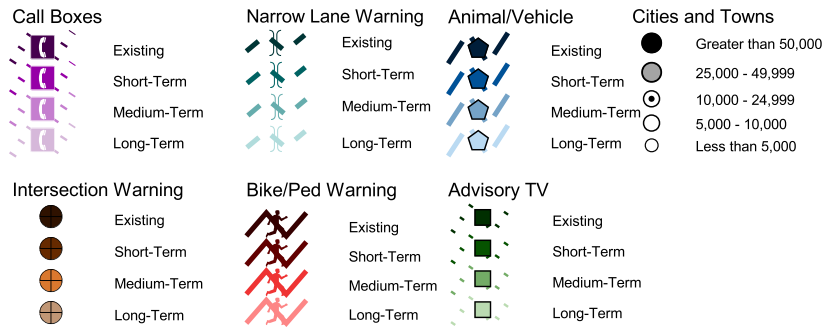 Call Boxes
Existing
Short-Term
Medium-Term
Long-Term
Narrow Lane Warning
Existing
Short-Term
Medium-Term
Long-Term
Animal/Vehicle
Existing
Short-Term
Medium-Term
Long-Term
Cities and Towns
Greater than 50,000
25,000 - 49,999
10,000 - 24,999
5,000 - 10,000
Less than 5,000
Intersection Warning
Existing
Short-Term
Medium-Term
Long-Term
Bike/Ped Warning
Existing
Short-Term
Medium-Term
Long-Term
Advisory TV
Existing
Short-Term
Medium-Term
Long-Term